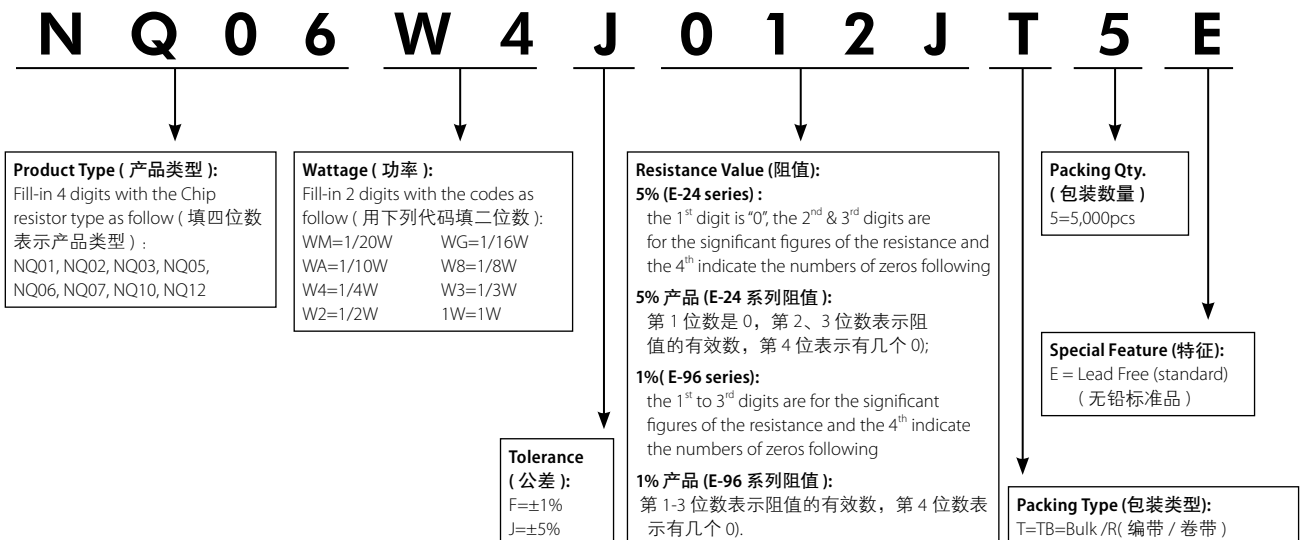 NQ06W4J012JT5E
Product Type ( 产品类型 ):
Fill-in 4 digits with the Chip
resistor type as follow ( 填四位数
表示产品类型 ) :
NQ01, NQ02, NQ03, NQ05,
NQ06, NQ07, NQ10, NQ12
Wattage ( 功率 ):
Fill-in 2 digits with the codes as
follow ( 用下列代码填二位数 ):
WM=1/20W WG=1/16W
WA=1/10W W8=1/8W
W4=1/4W W3=1/3W
W2=1/2W 1W=1W
Tolerance
( 公差 ):
F=±1%
J=±5%
Resistance Value (阻值):
5% (E-24 series) :
the 1st digit is "0", the 2nd & 3rd digits are
for the significant figures of the resistance and
the 4th indicate the numbers of zeros following
5% 产品 (E-24 系列阻值 ):
第 1 位数是 0，第 2、3 位数表示阻
值的有效数，第 4 位表示有几个 0);
1%( E-96 series):
the 1st to 3rd digits are for the significant
figures of the resistance and the 4th indicate
the numbers of zeros following
1% 产品 (E-96 系列阻值 ):
第 1-3 位数表示阻值的有效数，第 4 位数表
示有几个 0).
Packing Qty.
( 包装数量 )
5=5,000pcs
Special Feature (特征):
E = Lead Free (standard)
( 无铅标准品 )
Packing Type (包装类型):
T=TB=Bulk /R( 编带 / 卷带 )